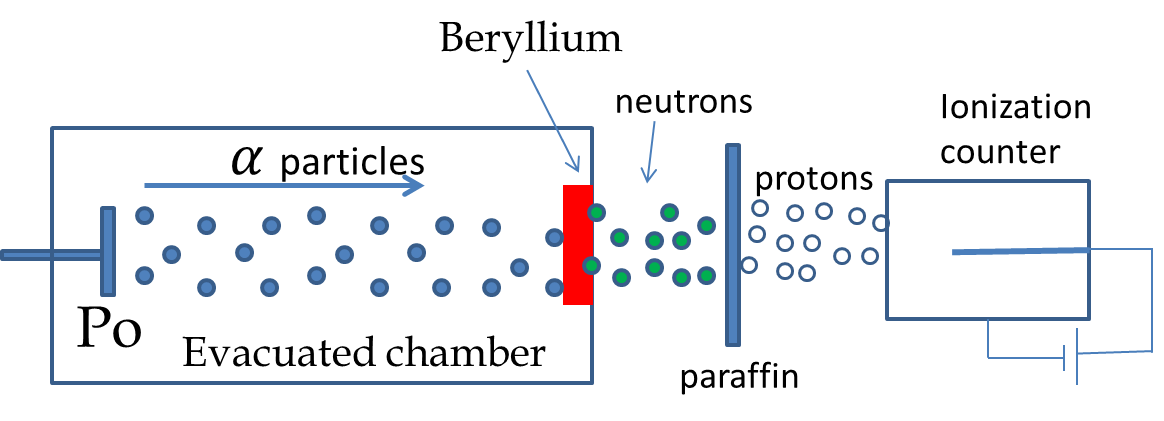 Beryllium
neutrons
Ionization
counter
α particles
protons
Po
Evacuated chamber
paraffin